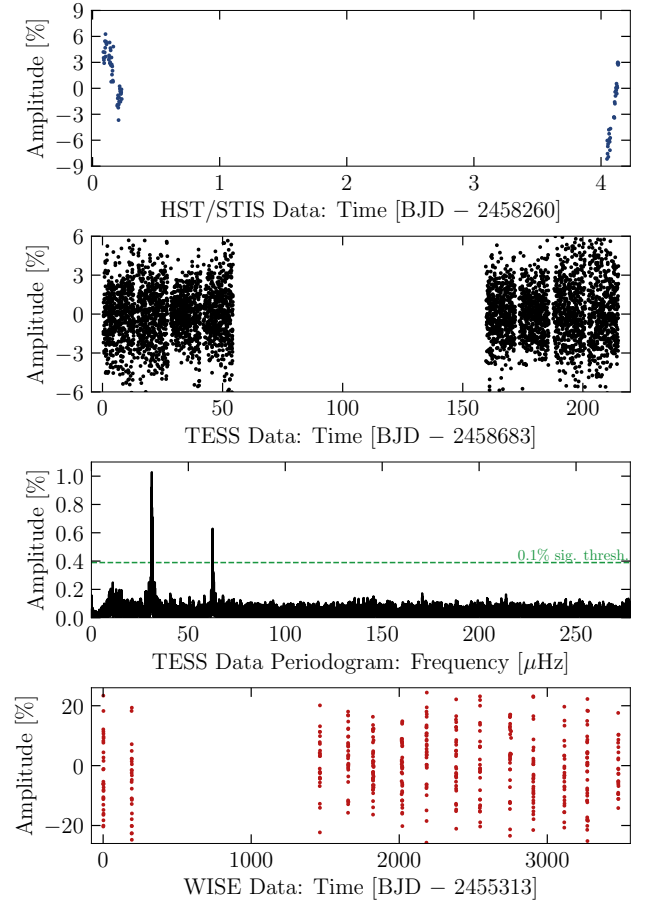 9
6
3
0
−3
−6
−9
Amplitude [%]
0 1 2 3 4
HST/STIS Data: Time [BJD − 2458260]
6
3
0
−3
−6
Amplitude [%]
0 50 100 150 200
TESS Data: Time [BJD − 2458683]
1.0
0.8
0.6
0.4
0.2
0.0
Amplitude [%]
0.1% sig. thresh.
0 50 100 150 200 250
TESS Data Periodogram: Frequency [μHz]
20
0
−20
Amplitude [%]
0 1000 2000 3000
WISE Data: Time [BJD − 2455313]